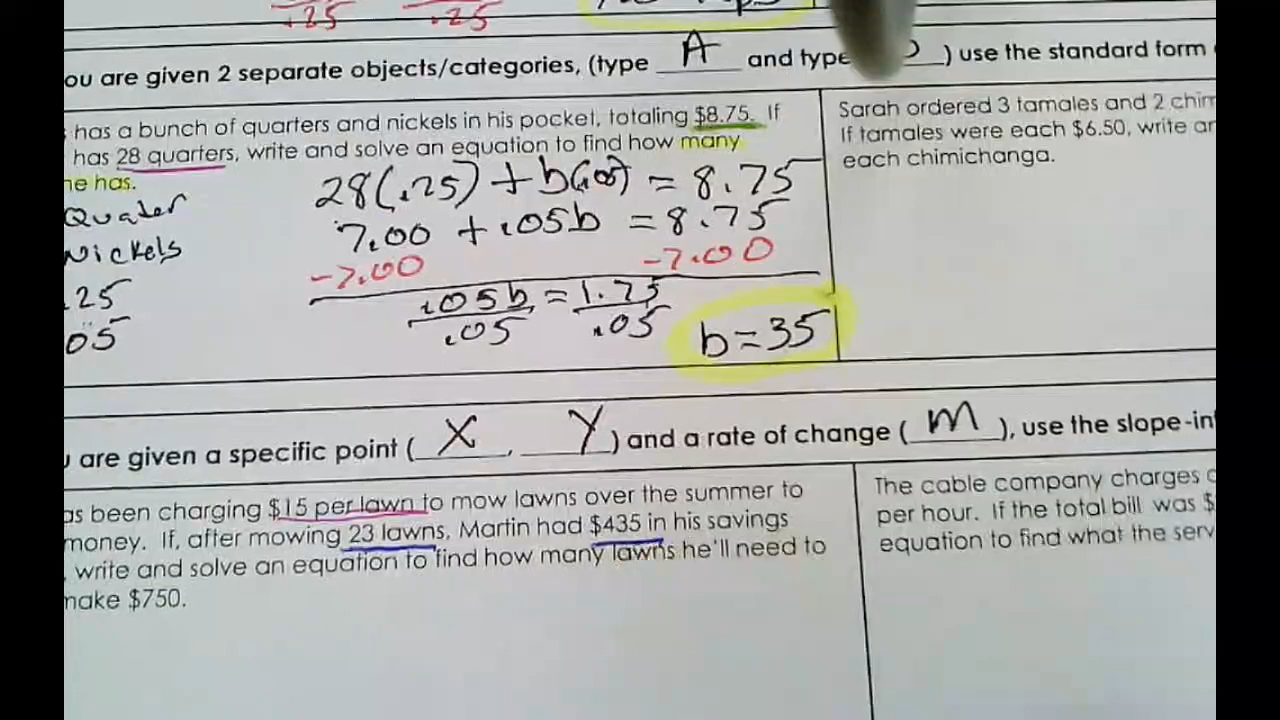 .25 .25
ou are given 2 separate objects/categories, (type A and type ) use the standard form
has a bunch of quarters and nickels in his pocket, totaling $8.75. If
has 28 quarters, write and solve an equation to find how many
he has.
Quater
Nickels
.25
05
28(.25) + b(.05) = 8.75
7.00 + .05b = 8.75
-7.00 -7.00
.05b = 1.75
.05 .05
b = 35
Sarah ordered 3 tamales and 2
If tamales were each $6.50, write
each chimichanga.
are given a specific point ( X , Y ) and a rate of change ( m ), use the
as been charging $15 per lawn to mow lawns over the summer to
money. If, after mowing 23 lawns, Martin had $435 in his savings
, write and solve an equation to find how many lawns he'll need to
make $750.
The cable company charges
per hour. If the total bill was $
equation to find what the